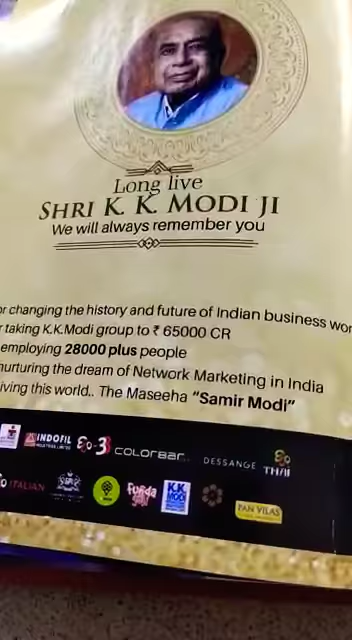 Long live
SHRI K. K. MODI JI
We will always remember you
or changing the history and future of Indian business wor
r taking K.K.Modi group to ₹ 65000 CR
employing 28000 plus people
nurturing the dream of Network Marketing in India
iving this world.. The Maseeha "Samir Modi"
INDOFIL
COLORBAR
DESSANGE
THAI
ITALIAN
K.K. MODI
PAN VILAS